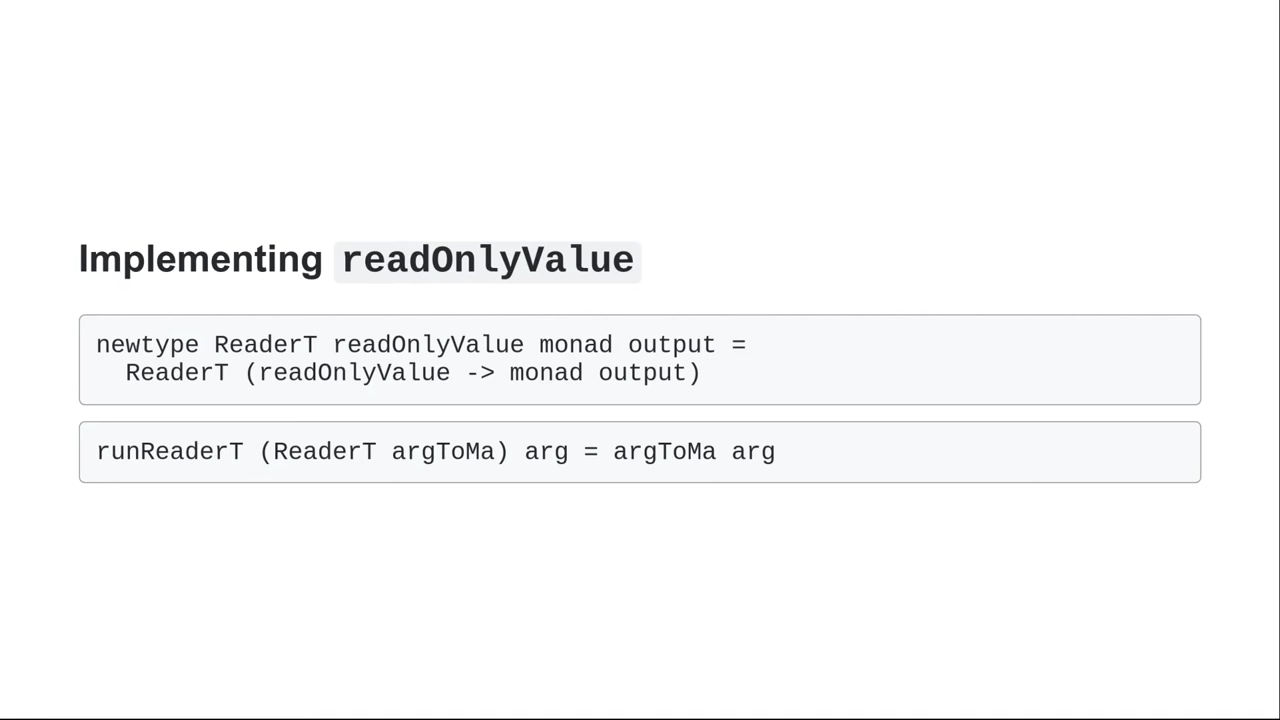 Implementing readOnlyValue
newtype ReaderT readOnlyValue monad output =
  ReaderT (readOnlyValue -> monad output)
runReaderT (ReaderT argToMa) arg = argToMa arg